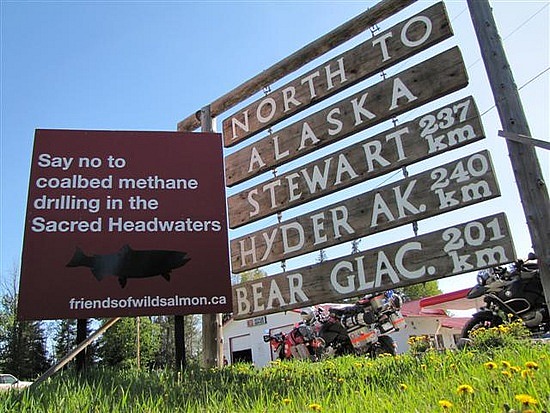 Say no to
coalbed methane
drilling in the
Sacred Headwaters
friendsofwildsalmon.ca
NORTH TO
ALASKA
STEWART 237 km
HYDER AK. 240 km
BEAR GLAC. 201 km